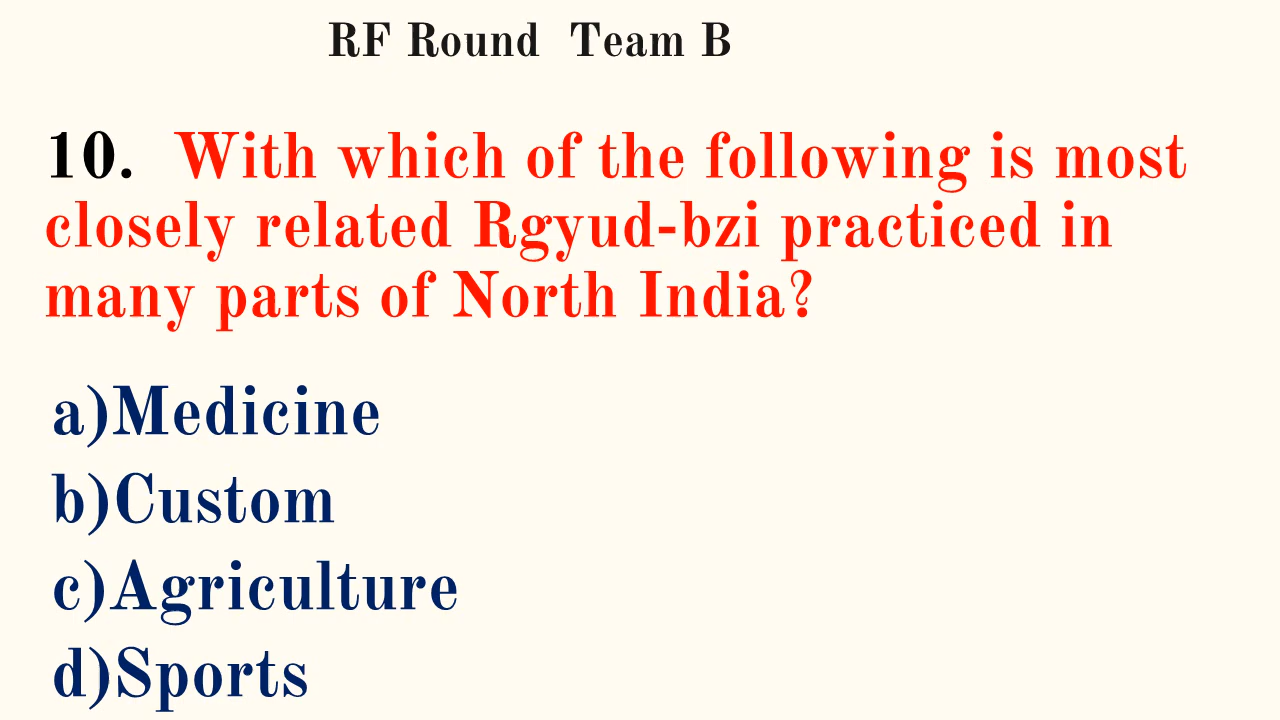 RF Round Team B
10. With which of the following is most
closely related Rgyud-bzi practiced in
many parts of North India?
a)Medicine
b)Custom
c)Agriculture
d)Sports